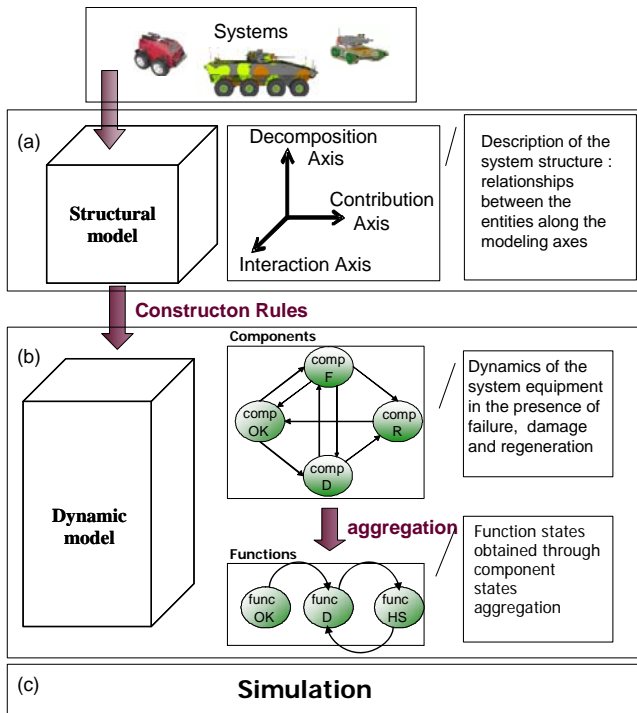 Systems
(a)
Structural
model
Decomposition
Axis
Contribution
Axis
Interaction Axis
Description of the
system structure :
relationships
between the
entities along the
modeling axes
Constructon Rules
(b)
Dynamic
model
Components
comp
F
comp
OK
comp
R
comp
D
Dynamics of the
system equipment
in the presence of
failure, damage
and regeneration
aggregation
Functions
func
OK
func
D
func
HS
Function states
obtained through
component
states
aggregation
(c)
Simulation